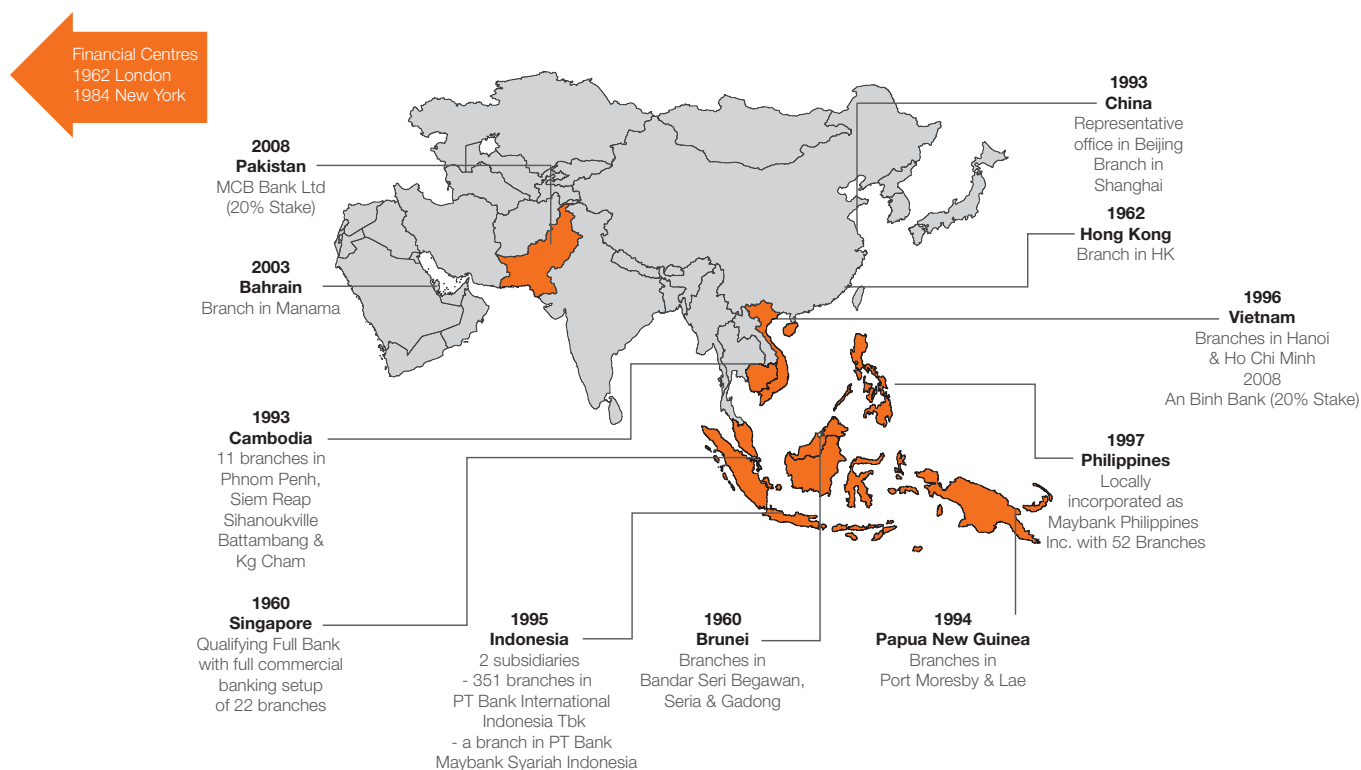 Financial Centres
1962 London
1984 New York
1993
China
Representative
office in Beijing
Branch in
Shanghai
2008
Pakistan
MCB Bank Ltd
(20% Stake)
1962
Hong Kong
Branch in HK
2003
Bahrain
Branch in Manama
1996
Vietnam
Branches in Hanoi
& Ho Chi Minh
2008
An Binh Bank (20% Stake)
1993
Cambodia
11 branches in
Phnom Penh,
Siem Reap
Sihanoukville
Battambang &
Kg Cham
1997
Philippines
Locally
incorporated as
Maybank Philippines
Inc. with 52 Branches
1960
Singapore
Qualifying Full Bank
with full commercial
banking setup
of 22 branches
1995
Indonesia
2 subsidiaries
- 351 branches in
PT Bank International
Indonesia Tbk
- a branch in PT Bank
Maybank Syariah Indonesia
1960
Brunei
Branches in
Bandar Seri Begawan,
Seria & Gadong
1994
Papua New Guinea
Branches in
Port Moresby & Lae